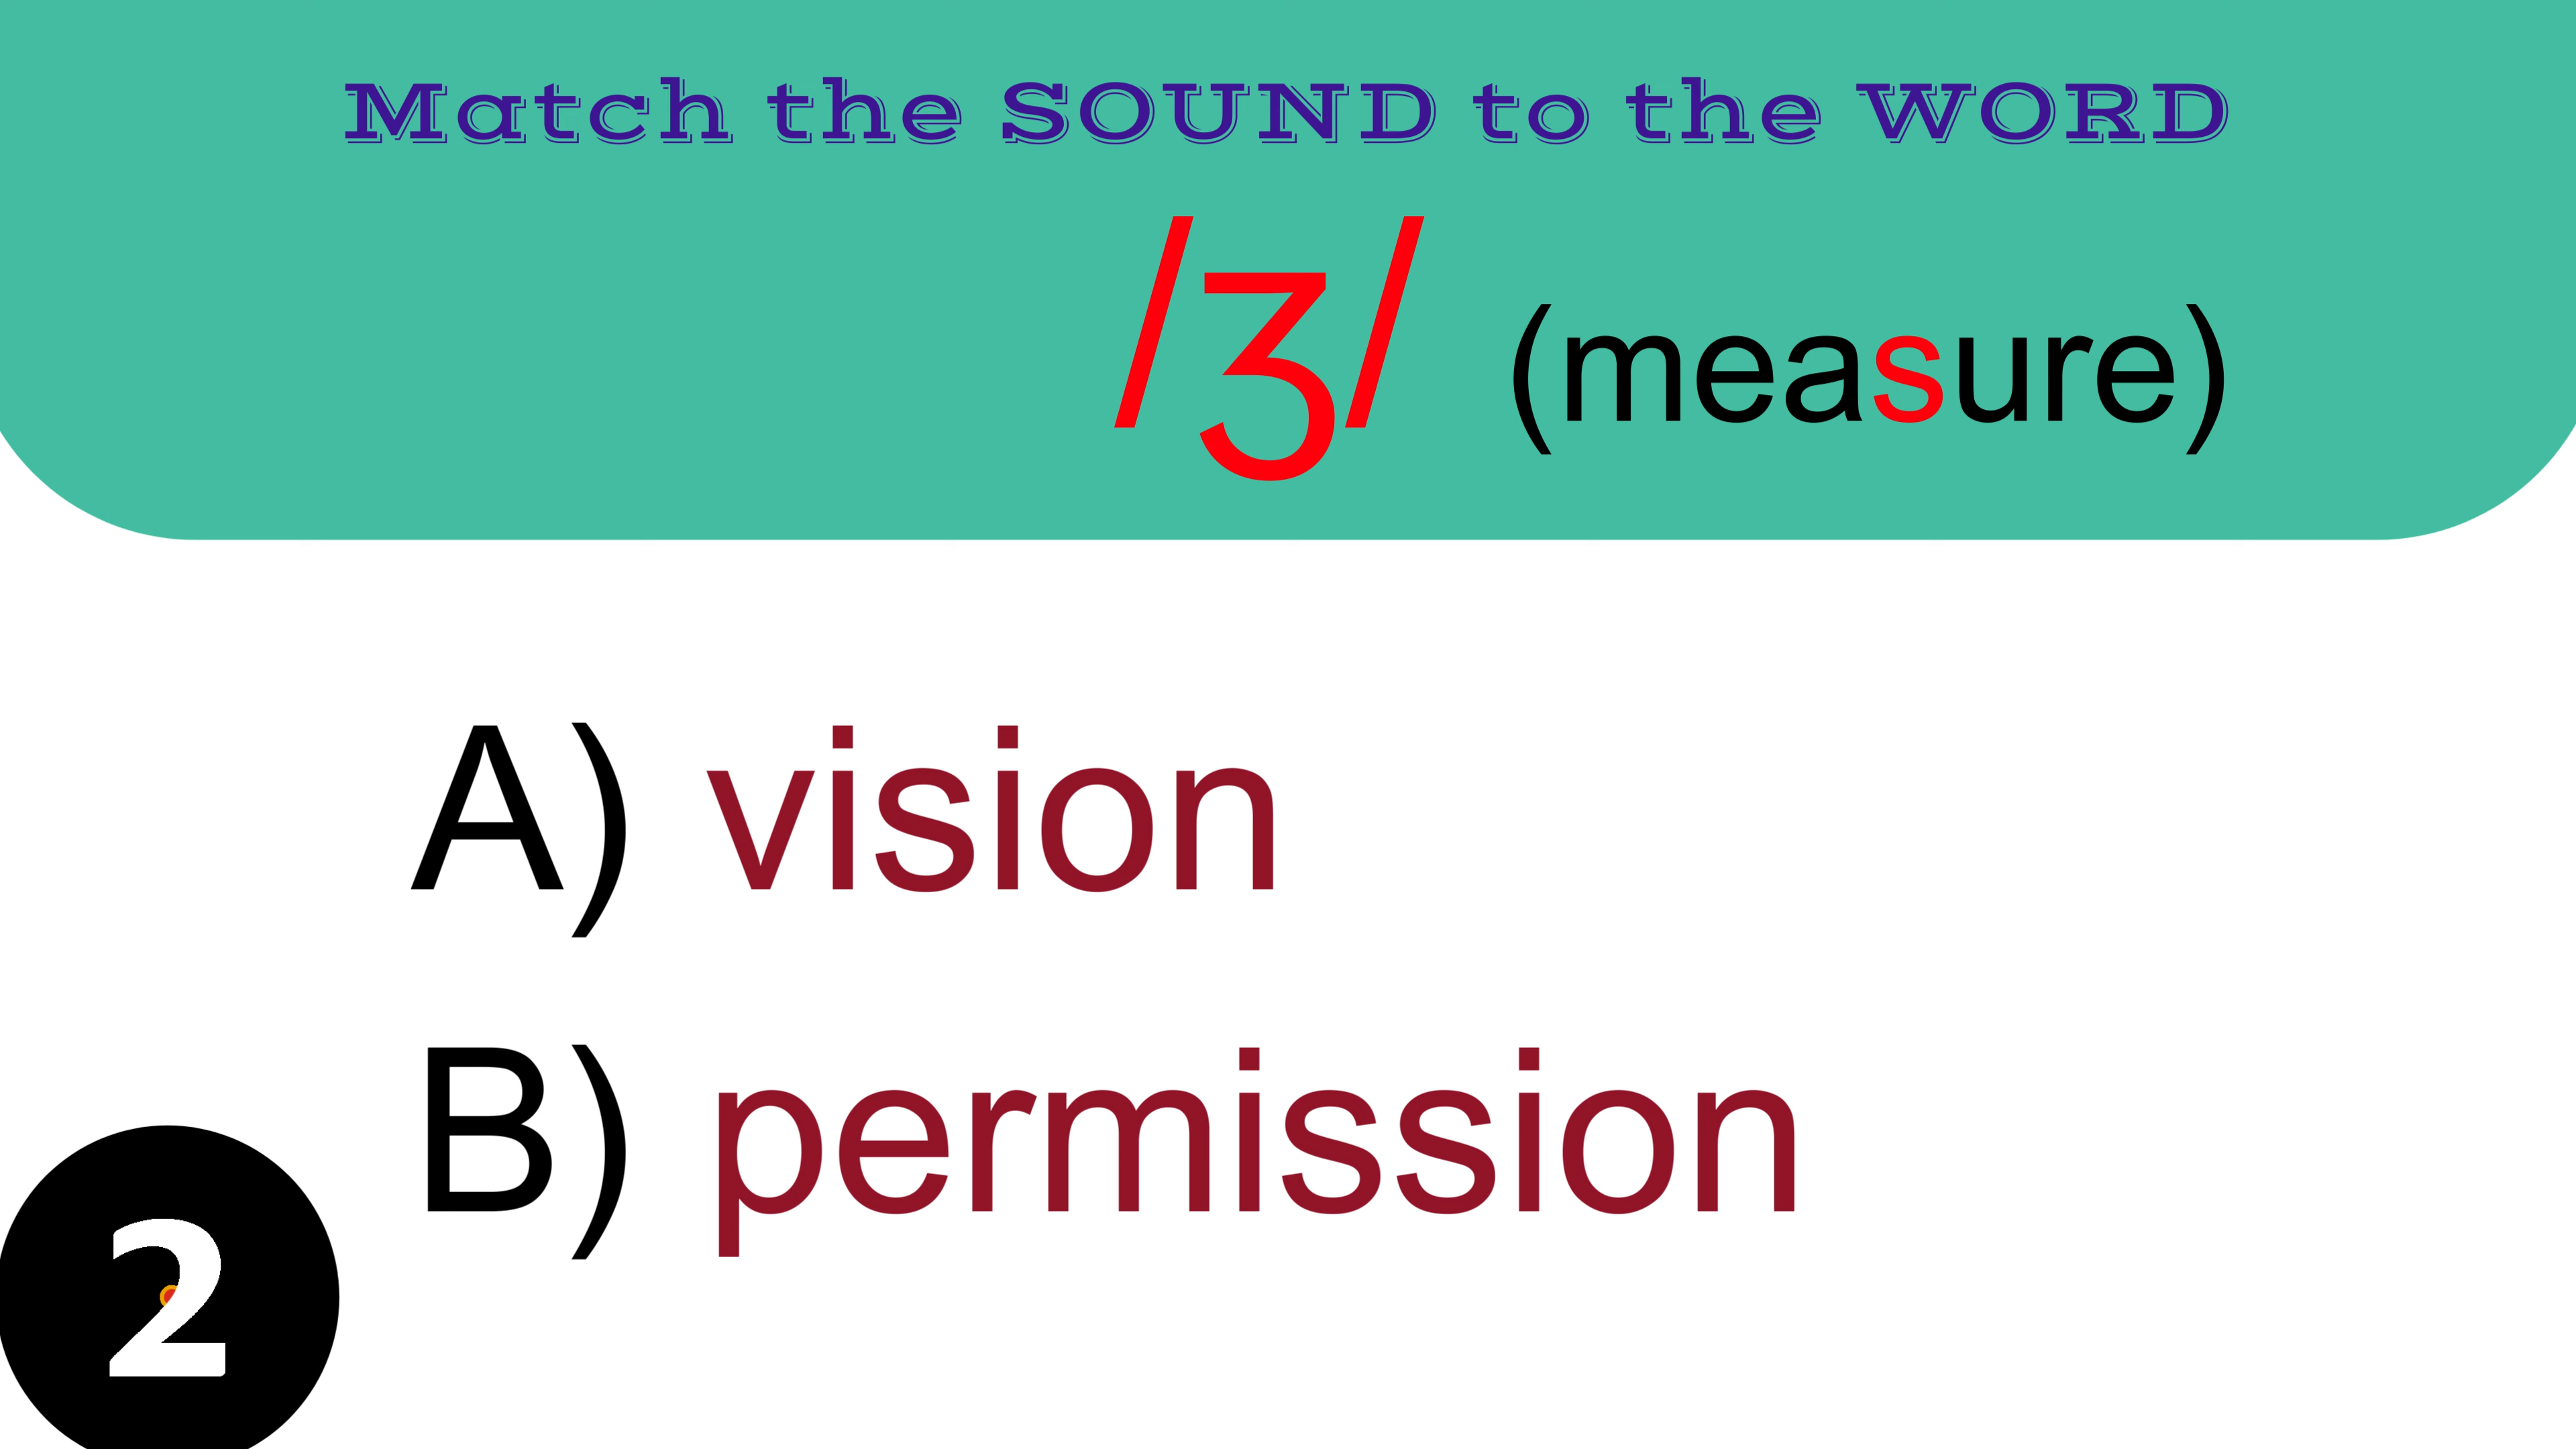 Match the SOUND to the WORD
/ʒ/ (measure)
A) vision
B) permission
2